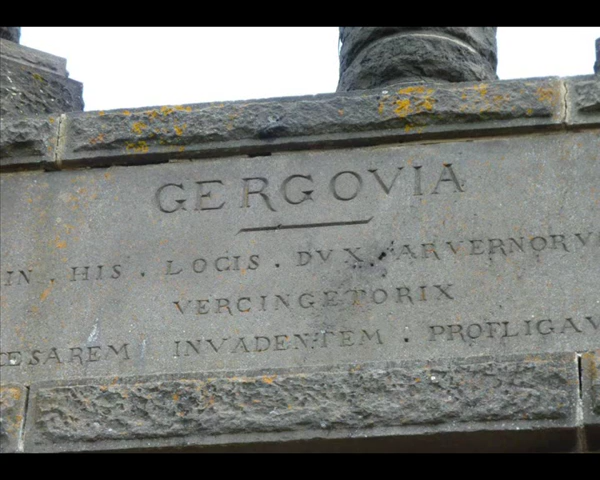 GERGOVIA
IN . HIS . LOCIS . DVX . ARVERNORV
VERCINGETORIX
ESAREM INVADENTEM . PROFLIGAV